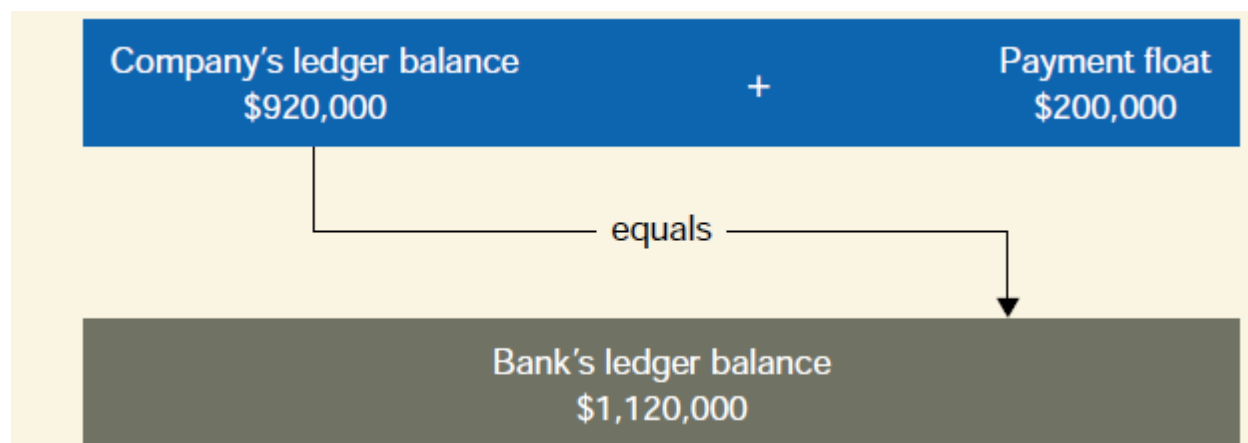 Company's ledger balance
$920,000
+
Payment float
$200,000
equals
Bank's ledger balance
$1,120,000